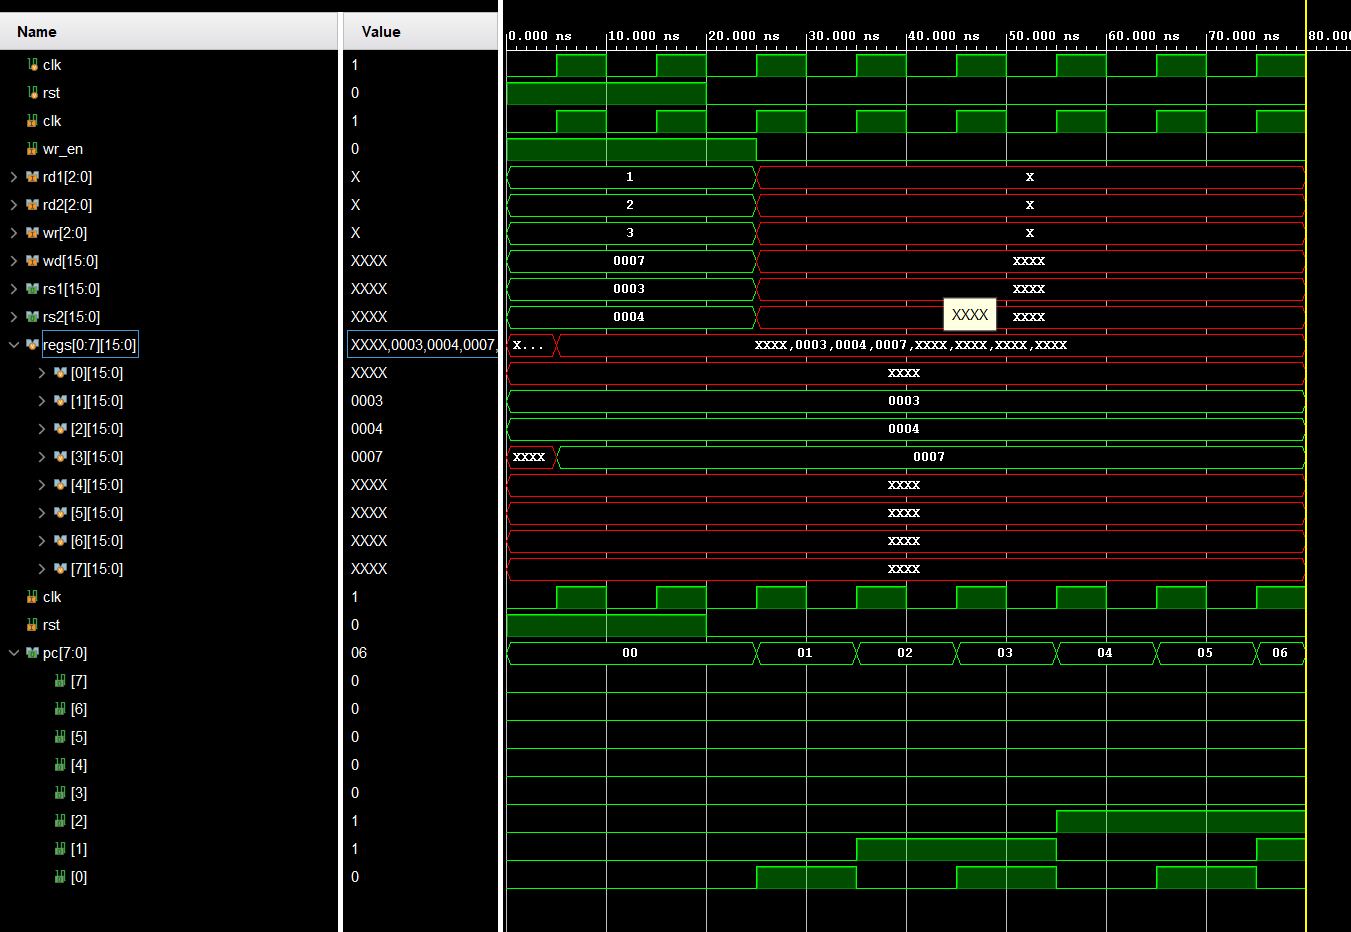 Name Value 0.000 ns 10.000 ns 20.000 ns 30.000 ns 40.000 ns 50.000 ns 60.000 ns 70.000 ns 80.000
clk 1
rst 0
clk 1
wr_en 0
rd1[2:0] X 1 X
rd2[2:0] X 2 X
wr[2:0] X 3 X
wd[15:0] XXXX 0007 XXXX
rs1[15:0] XXXX 0003 XXXX
rs2[15:0] XXXX 0004 XXXX XXXX
regs[0:7][15:0] XXXX,0003,0004,0007, X... XXXX,0003,0004,0007,XXXX,XXXX,XXXX,XXXX
[0][15:0] XXXX XXXX
[1][15:0] 0003 0003
[2][15:0] 0004 0004
[3][15:0] 0007 XXXX 0007
[4][15:0] XXXX XXXX
[5][15:0] XXXX XXXX
[6][15:0] XXXX XXXX
[7][15:0] XXXX XXXX
clk 1
rst 0
pc[7:0] 06 00 01 02 03 04 05 06
[7] 0
[6] 0
[5] 0
[4] 0
[3] 0
[2] 1
[1] 1
[0] 0